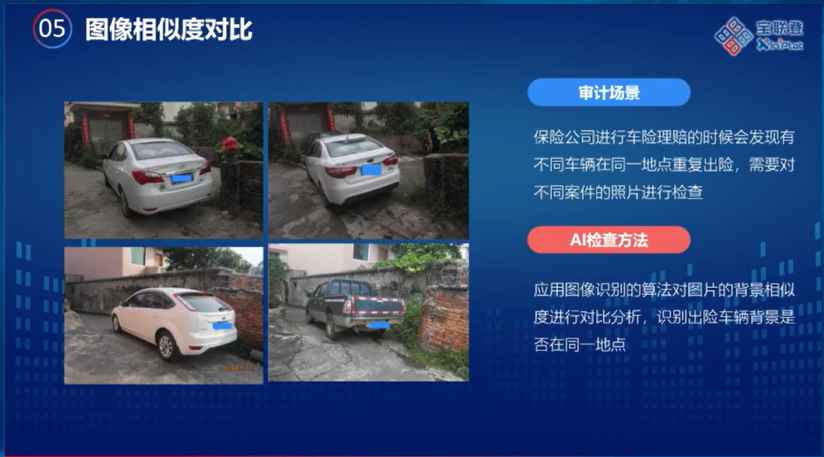 05 图像相似度对比
宝联登
XiniPlat
审计场景
保险公司进行车险理赔的时候会发现有
不同车辆在同一地点重复出险，需要对
不同案件的照片进行检查
AI检查方法
应用图像识别的算法对图片的背景相似
度进行对比分析，识别出险车辆背景是
否在同一地点